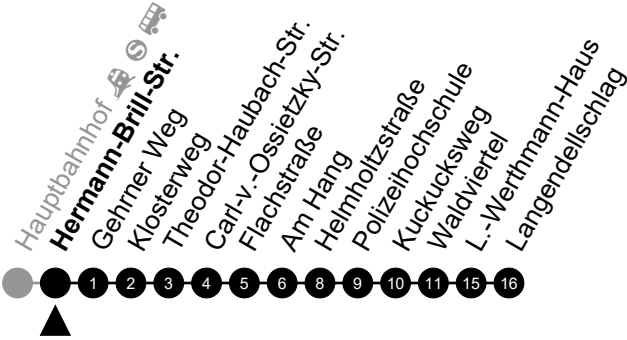 Hauptbahnhof S
Hermann-Brill-Str.
Gehrner Weg
Klosterweg
Theodor-Haubach-Str.
Carl-v.-Ossietzky-Str.
Flachstraße
Am Hang
Helmholtzstraße
Polizeihochschule
Kuckucksweg
Waldviertel
L.-Werthmann-Haus
Langendellschlag
1 2 3 4 5 6 8 9 10 11 15 16